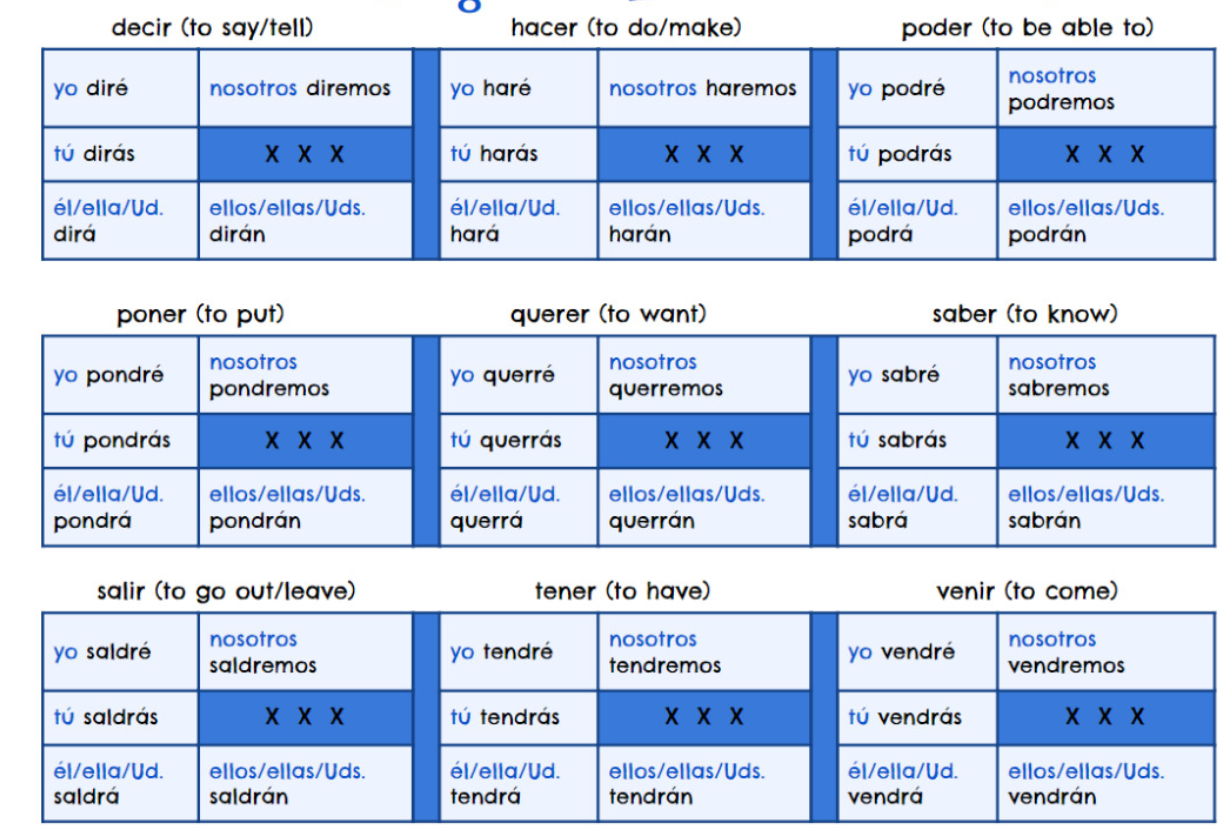 decir (to say/tell) hacer (to do/make) poder (to be able to)
yo diré nosotros diremos yo haré nosotros haremos yo podré nosotros
podremos
tú dirás X X X tú harás X X X tú podrás X X X
él/ella/Ud. ellos/ellas/Uds. él/ella/Ud. ellos/ellas/Uds. él/ella/Ud. ellos/ellas/Uds.
dirá dirán hará harán podrá podrán
poner (to put) querer (to want) saber (to know)
yo pondré nosotros yo querré nosotros yo sabré nosotros
pondremos querremos sabremos
tú pondrás X X X tú querrás X X X tú sabrás X X X
él/ella/Ud. ellos/ellas/Uds. él/ella/Ud. ellos/ellas/Uds. él/ella/Ud. ellos/ellas/Uds.
pondrá pondrán querrá querrán sabrá sabrán
salir (to go out/leave) tener (to have) venir (to come)
yo saldré nosotros yo tendré nosotros yo vendré nosotros
saldremos tendremos vendremos
tú saldrás X X X tú tendrás X X X tú vendrás X X X
él/ella/Ud. ellos/ellas/Uds. él/ella/Ud. ellos/ellas/Uds. él/ella/Ud. ellos/ellas/Uds.
saldrá saldrán tendrá tendrán vendrá vendrán